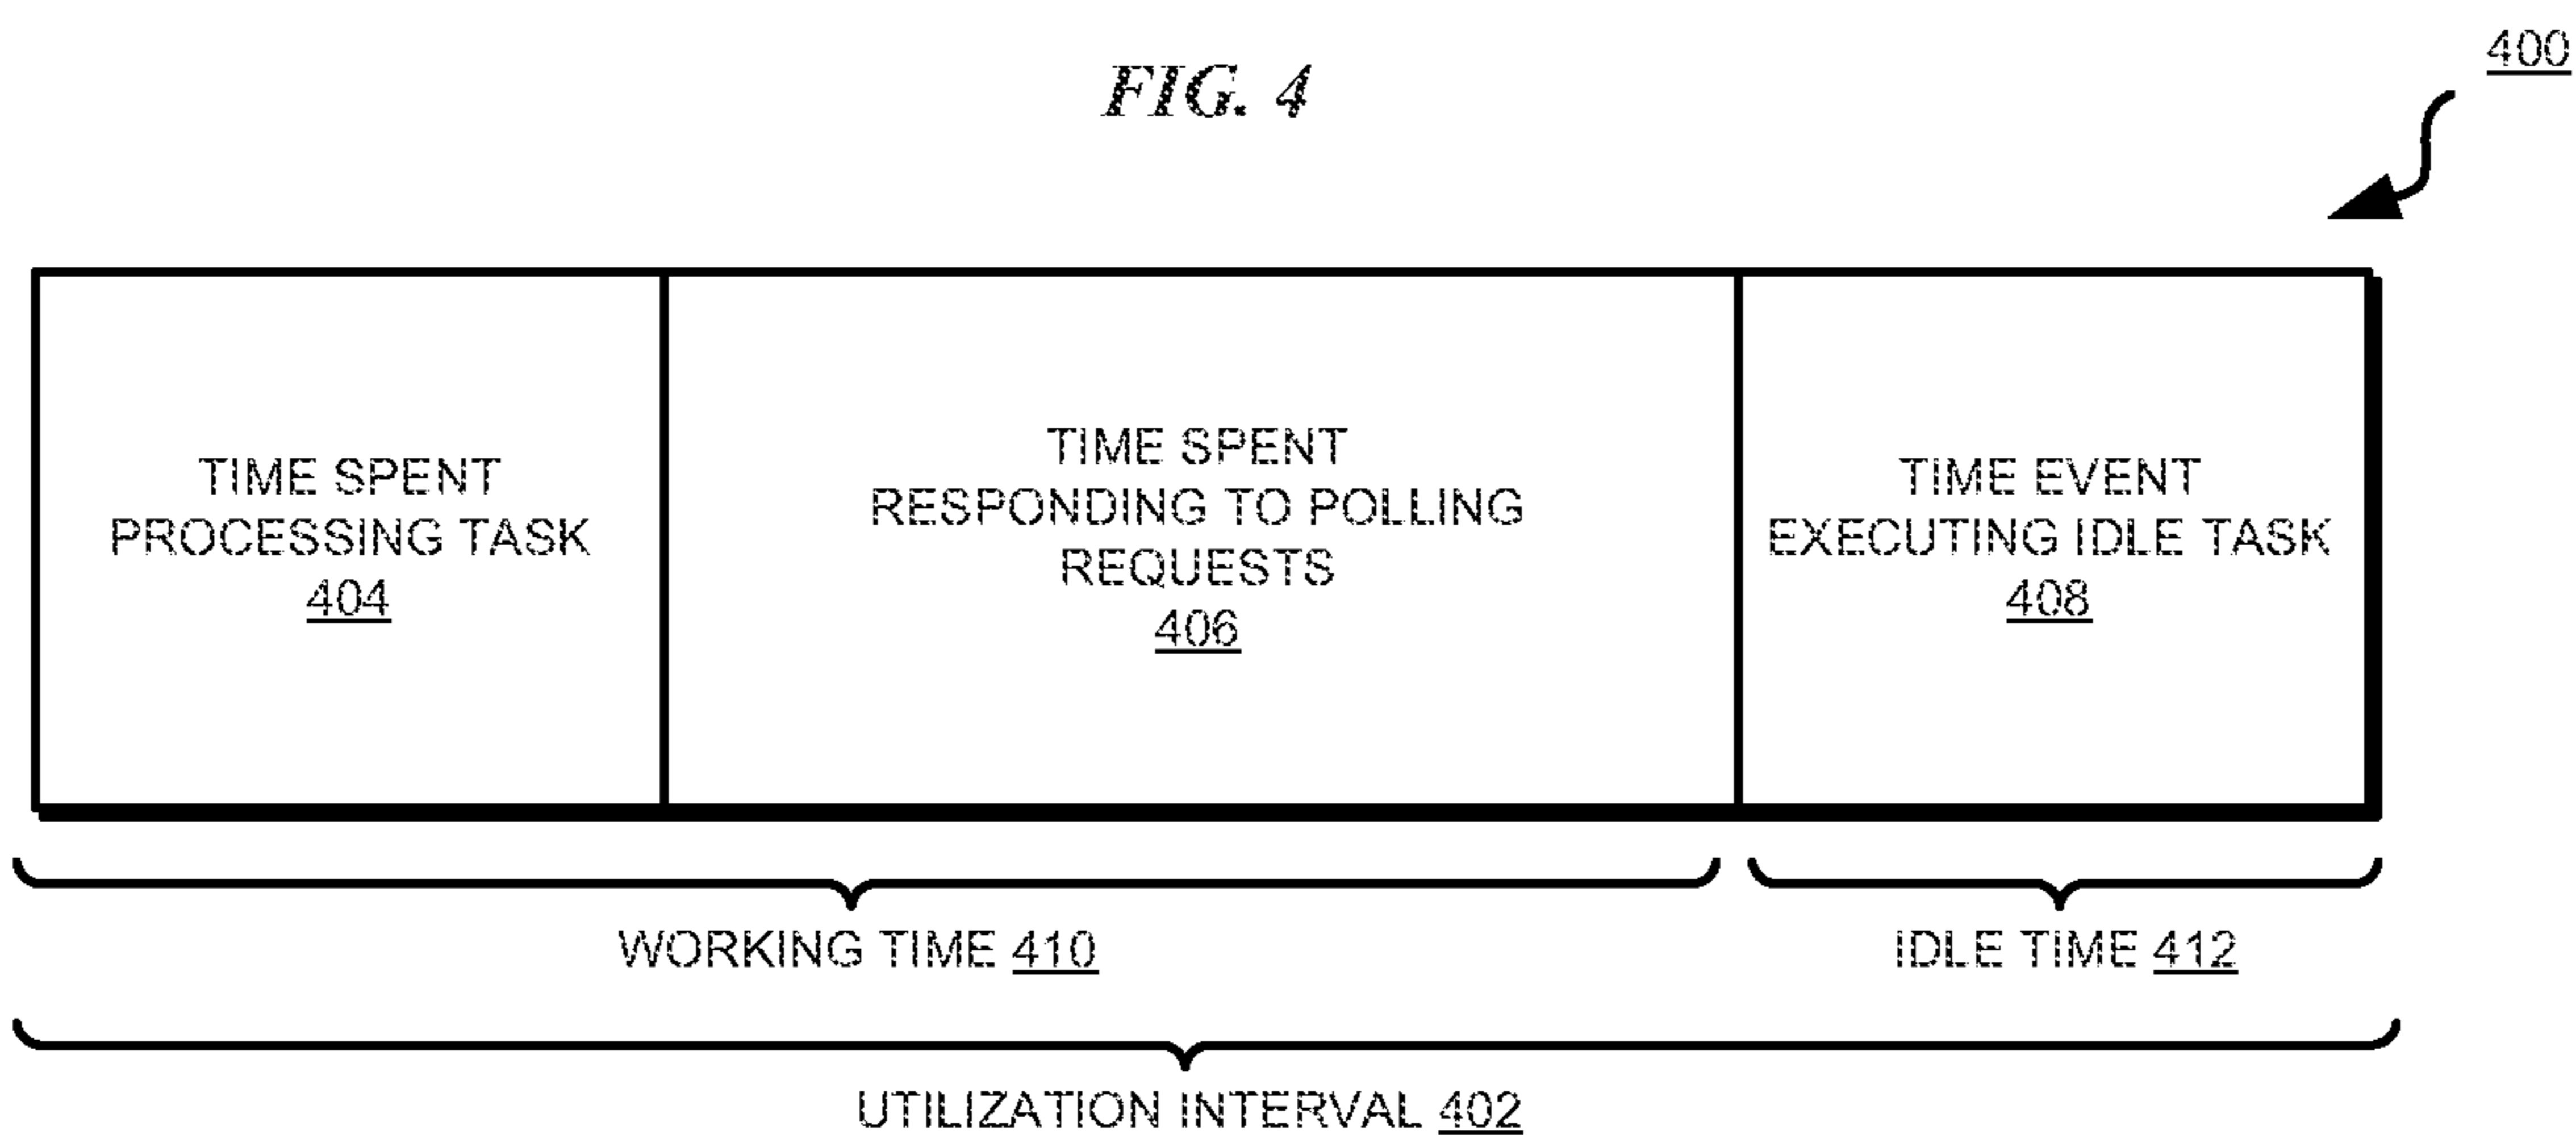 400
FIG. 4
TIME SPENT
PROCESSING TASK
404
TIME SPENT
RESPONDING TO POLLING
REQUESTS
406
TIME EVENT
EXECUTING IDLE TASK
408
WORKING TIME 410
IDLE TIME 412
UTILIZATION INTERVAL 402